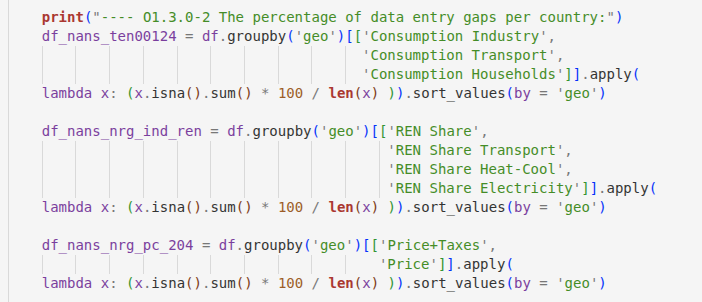 print("---- O1.3.0-2 The percentage of data entry gaps per country:")
df_nans_ten00124 = df.groupby('geo')[['Consumption Industry',
'Consumption Transport',
'Consumption Households']].apply(
lambda x: (x.isna().sum() * 100 / len(x) )).sort_values(by = 'geo')
df_nans_nrg_ind_ren = df.groupby('geo')[['REN Share',
'REN Share Transport',
'REN Share Heat-Cool',
'REN Share Electricity']].apply(
lambda x: (x.isna().sum() * 100 / len(x) )).sort_values(by = 'geo')
df_nans_nrg_pc_204 = df.groupby('geo')[['Price+Taxes',
'Price']].apply(
lambda x: (x.isna().sum() * 100 / len(x) )).sort_values(by = 'geo')